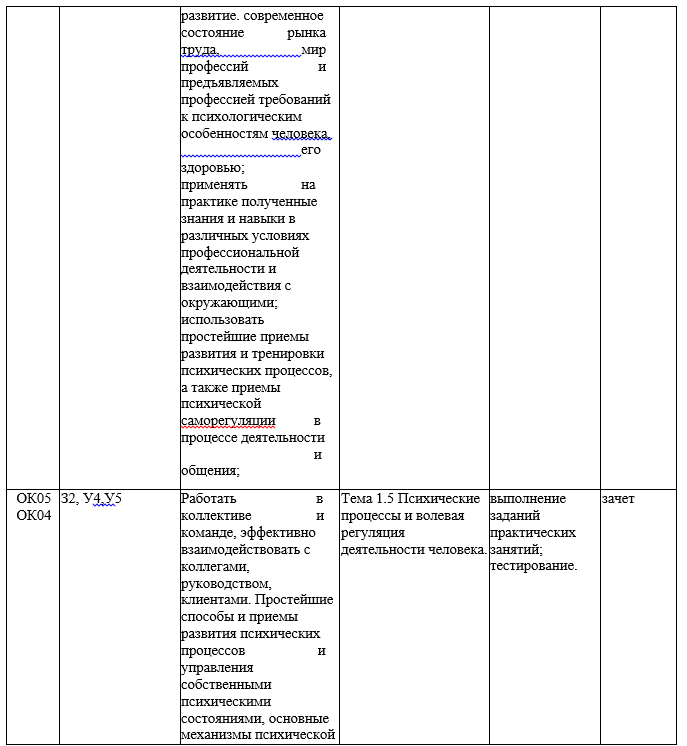 развитие. современное
состояние рынка
труда, мир
профессий и
предъявляемых
профессией требований
к психологическим
особенностям человека,
его
здоровью;
применять на
практике полученные
знания и навыки в
различных условиях
профессиональной
деятельности и
взаимодействия с
окружающими;
использовать
простейшие приемы
развития и тренировки
психических процессов,
а также приемы
психической
саморегуляции в
процессе деятельности
и
общения;
ОК05
ОК04
З2, У4,У5
Работать в
коллективе и
команде, эффективно
взаимодействовать с
коллегами,
руководством,
клиентами. Простейшие
способы и приемы
развития психических
процессов и
управления
собственными
психическими
состояниями, основные
механизмы психической
Тема 1.5 Психические
процессы и волевая
регуляция
деятельности человека.
выполнение
заданий
практических
занятий;
тестирование.
зачет